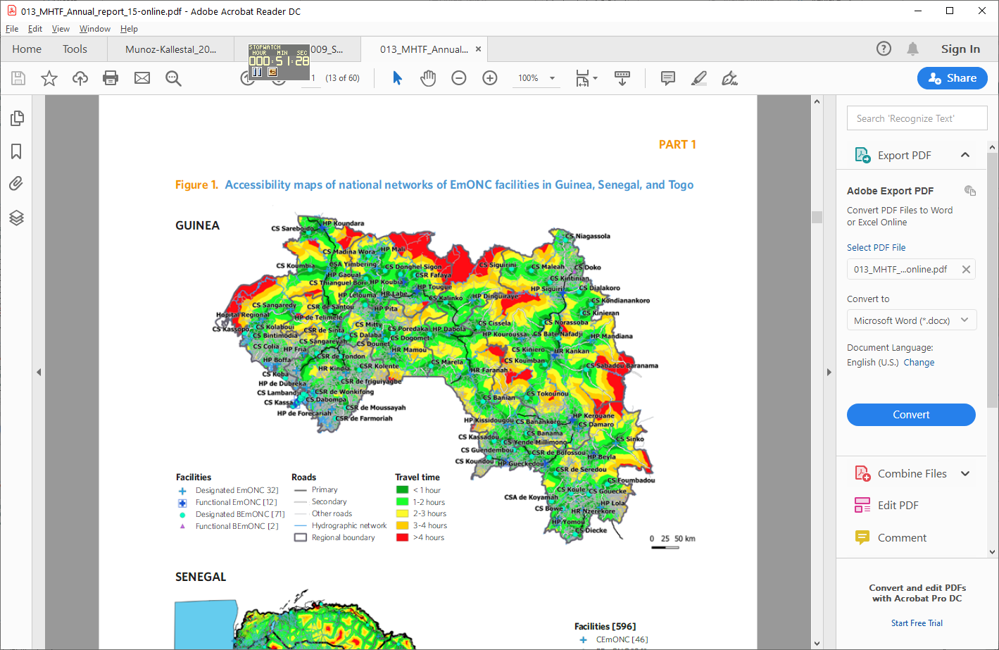 013_MHTF_Annual_report_15-online.pdf - Adobe Acrobat Reader DC
File Edit View Window Help
Home Tools Munoz-Kallestal_20... 009_S... 013_MHTF_Annual... × Sign In
STOPWATCH
HOUR MIN SEC
000:51:28
1 (13 of 60) 100% Share
PART 1
Figure 1. Accessibility maps of national networks of EmONC facilities in Guinea, Senegal, and Togo
GUINEA
HP Koundara
CS Sareboido
CS Niagassola
CS Madina Wora
HP Mali
CS Koumbia
CSA Yimbering
CS Donghel Sigon
CS Siguirini
CS Maleah
CS Doko
HP Gaoual
CSR Fafaya
CS Kintinian
CS Thianguel Bori
HP Koubia
HP Tougue
HP Siguiri
CS Dialakoro
HP Lelouma
HR Labe
CS Kalinko
HP Dinguiraye
CS Kondianankoro
CS Sangaredy
CSR de Santou
HP Pita
CS Kinieran
Hopital Regional
HP de Telimele
CS Kassopo
CS Kolaboui
CSR de Sinta
CS Mitty
CS Poredaka
HP Dabola
CS Cissela
CS Norassoba
CS Bintimodia
CS Sangareyah
CS Dalaba
CS Dogomet
HP Kouroussa
CS Bate Nafadji
HP Mandiana
CS Colia
HP Fria
CS Dounet
HR Mamou
CS Kiniero
HR Kankan
CSR de Tondon
HP Boffa
HR Kindia
CSR Kolente
CS Marela
HR Faranah
CS Koumban
CS Sabadou Baranama
CS Koba
HP de Dubreka
CSR de friguiyagbe
CS Lambandji
CSR de Wonkifong
CS Banian
CS Tokounou
CS Kassa
CS Dabompa
HP de Forecariah
CSR de Moussayah
CSR de Farmoriah
HP Kissidougou
CS Banankoro
HP Kerouane
CS Damaro
CS Kassadou
CS Banama
CS Sinko
CS Yende Millimono
CS Guendembou
CSR de Bofossou
HP Beyla
CS Koundou
HP Gueckedou
CSR de Seredou
CS Foumbadou
CS Koule
CS Gouecke
CSA de Koyamah
HP Lola
CS Bowe
HR Nzerekore
HP Yomou
CS Diecke
Facilities
Designated EmONC 32]
Functional EmONC [12]
Designated BEmONC [71]
Functional BEmONC [2]
Roads
Primary
Secondary
Other roads
Hydrographic network
Regional boundary
Travel time
< 1 hour
1-2 hours
2-3 hours
3-4 hours
>4 hours
0 25 50 km
SENEGAL
Facilities [596]
CEmONC [46]
Search 'Recognize Text'
Export PDF
Adobe Export PDF
Convert PDF Files to Word
or Excel Online
Select PDF File
013_MHTF_...online.pdf
Convert to
Microsoft Word (*.docx)
Document Language:
English (U.S.) Change
Convert
Combine Files
Edit PDF
Comment
Convert and edit PDFs
with Acrobat Pro DC
Start Free Trial